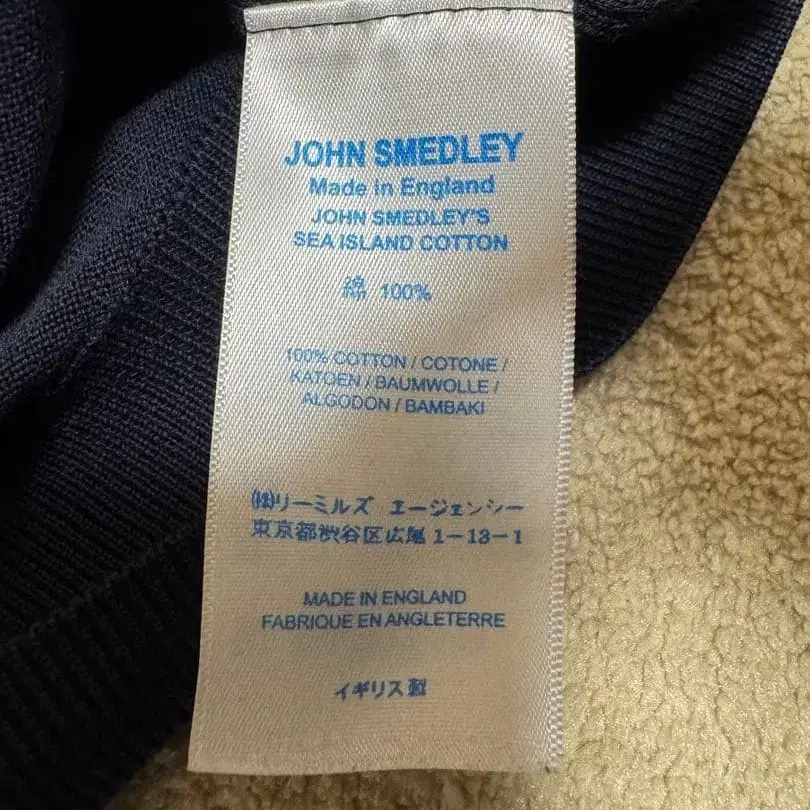 JOHN SMEDLEY
Made in England
JOHN SMEDLEY'S
SEA ISLAND COTTON
綿 100%
100% COTTON / COTONE /
KATOEN / BAUMWOLLE /
ALGODON / BAMBAKI
㈱リーミルズ エージェンシー
東京都渋谷区広尾 1-13-1
MADE IN ENGLAND
FABRIQUE EN ANGLETERRE
イギリス製